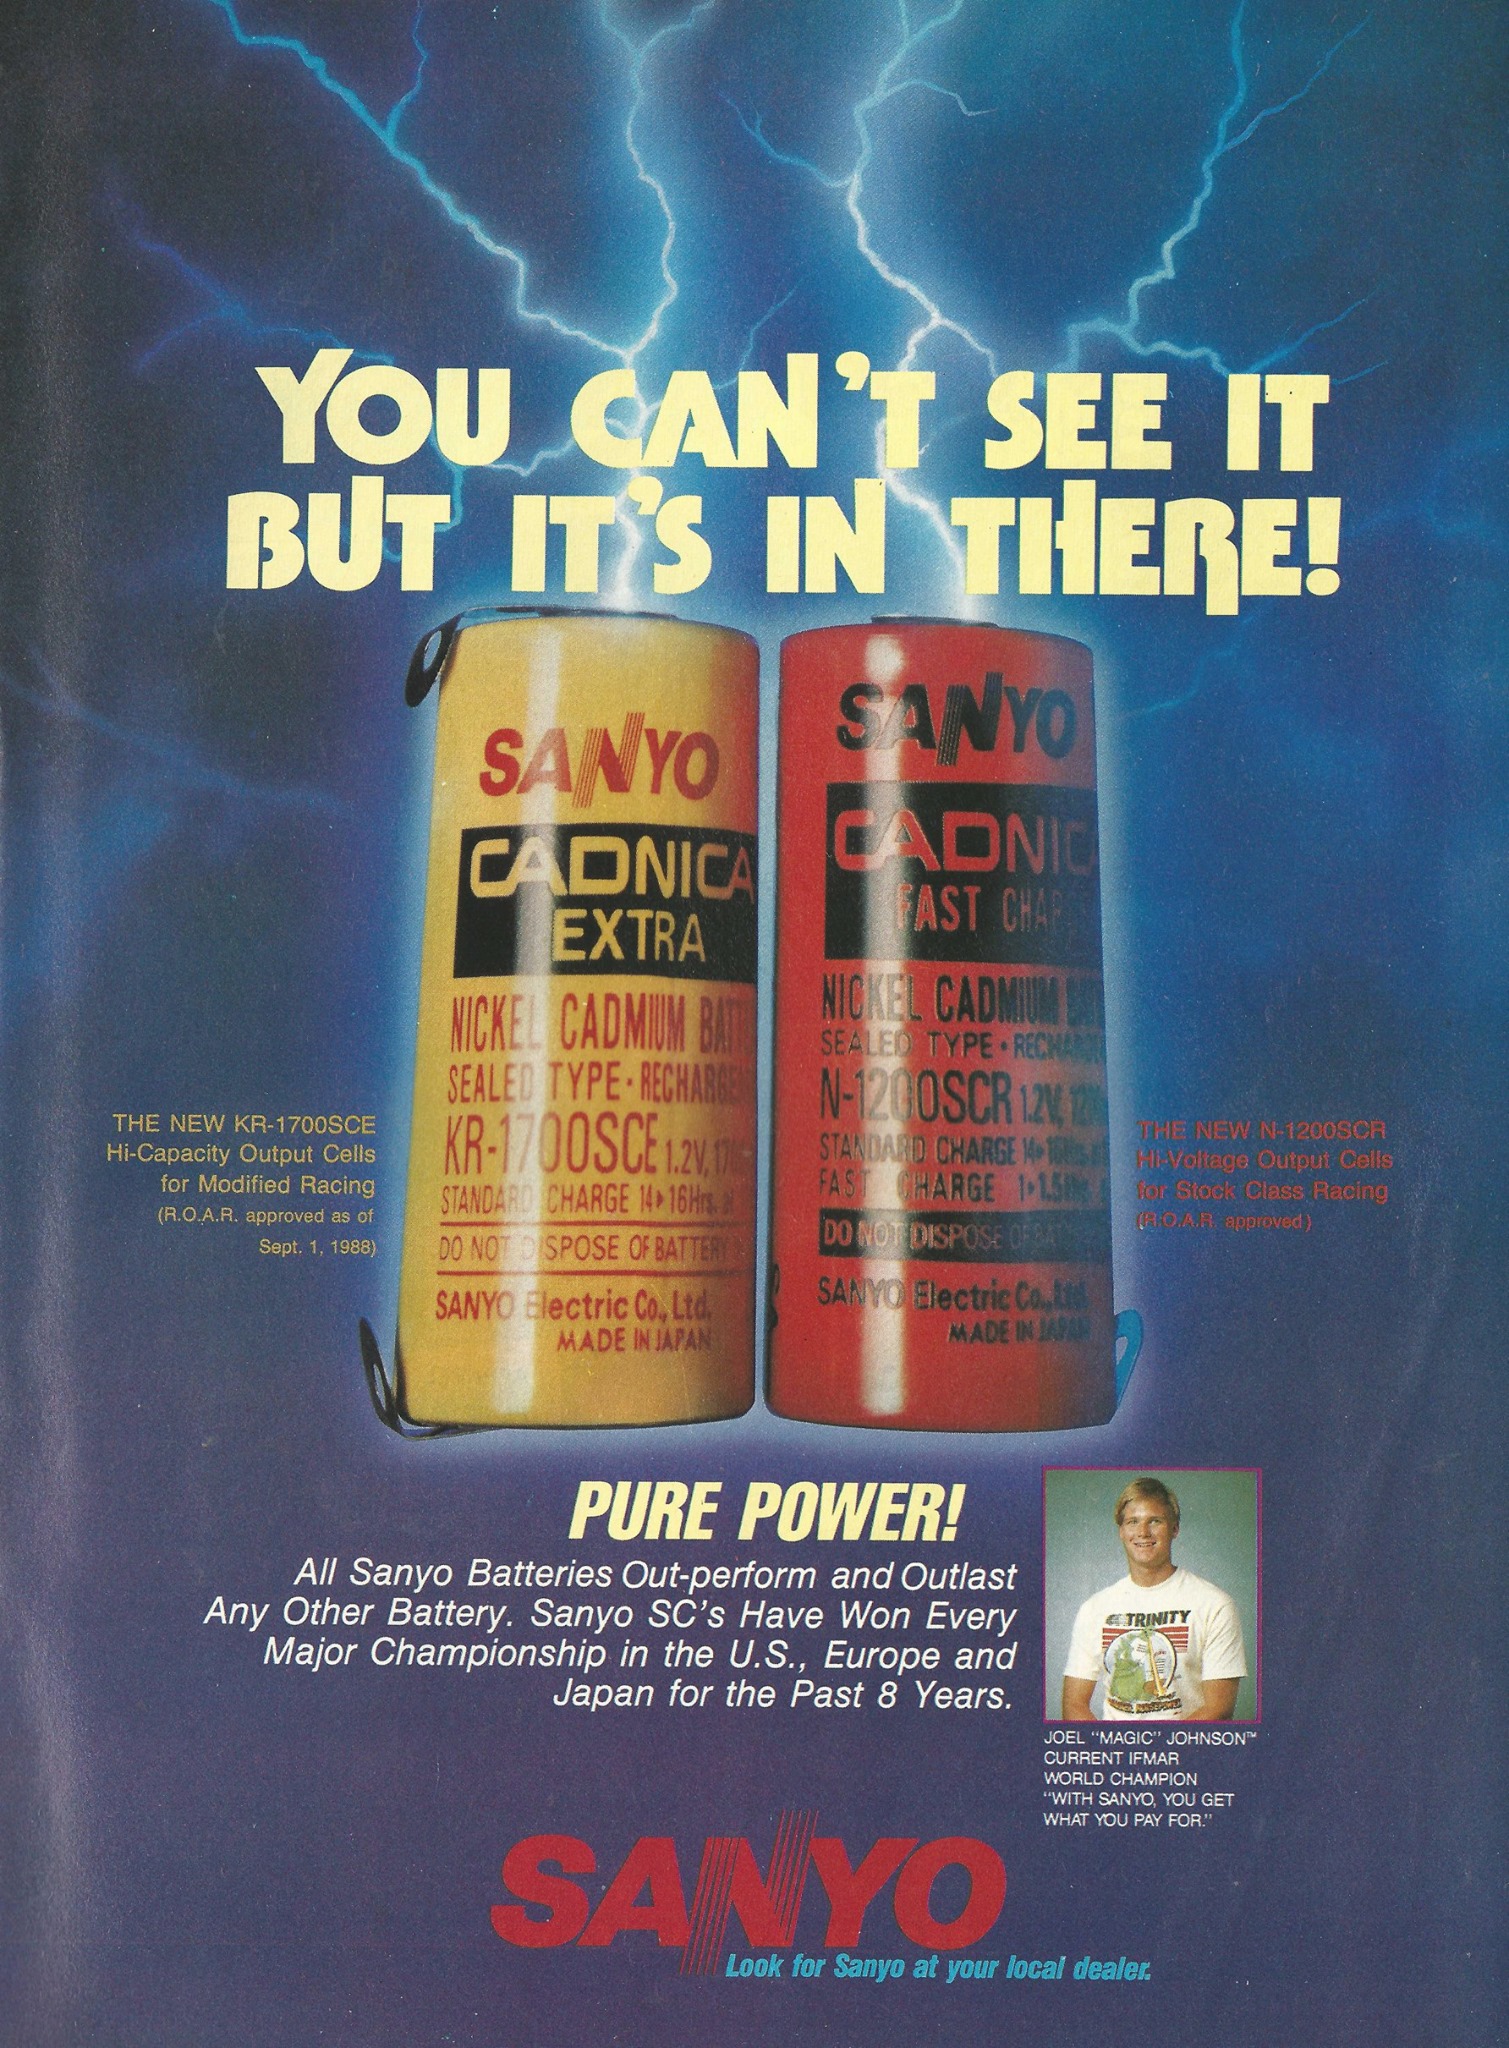 YOU CAN'T SEE IT
BUT IT'S IN THERE!
SANYO
CADNICA
EXTRA
NICKEL CADMIUM
SEALED TYPE • 
KR-1700SCE 1.2V,
STANDARD CHARGE 14▸16Hrs.
DO NOT DISPOSE OF BATTERY
SANYO Electric Co., Ltd.
MADE IN JAPAN
SANYO
CADNIC
FAST
NICKEL CADMIUM
SEALED TYPE •
N-1200SCR 1.2V,
STANDARD CHARGE
FAST CHARGE
DO NOT DISPOSE OF
SANYO Electric Co., Ltd.
MADE IN JAPAN
THE NEW KR-1700SCE
Hi-Capacity Output Cells
for Modified Racing
(R.O.A.R. approved as of
Sept. 1, 1988)
THE NEW N-1200SCR
Hi-Voltage Output Cells
for Stock Class Racing
(R.O.A.R. approved)
PURE POWER!
All Sanyo Batteries Out-perform and Outlast
Any Other Battery. Sanyo SC's Have Won Every
Major Championship in the U.S., Europe and
Japan for the Past 8 Years.
TRINITY
JOEL "MAGIC" JOHNSON™
CURRENT IFMAR
WORLD CHAMPION
"WITH SANYO, YOU GET
WHAT YOU PAY FOR."
SANYO
Look for Sanyo at your local dealer.